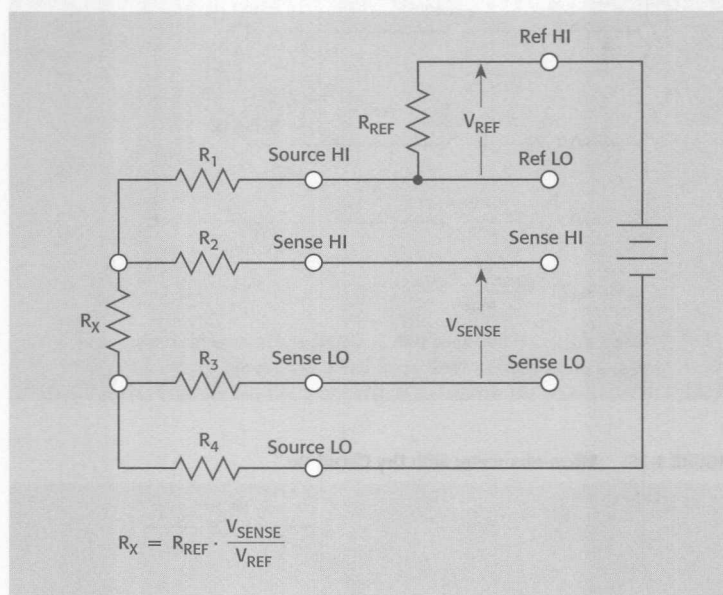 Ref HI
R_REF
V_REF
R_1
Source HI
Ref LO
R_2
Sense HI
Sense HI
R_X
V_SENSE
R_3
Sense LO
Sense LO
R_4
Source LO
R_X = R_REF · V_SENSE / V_REF